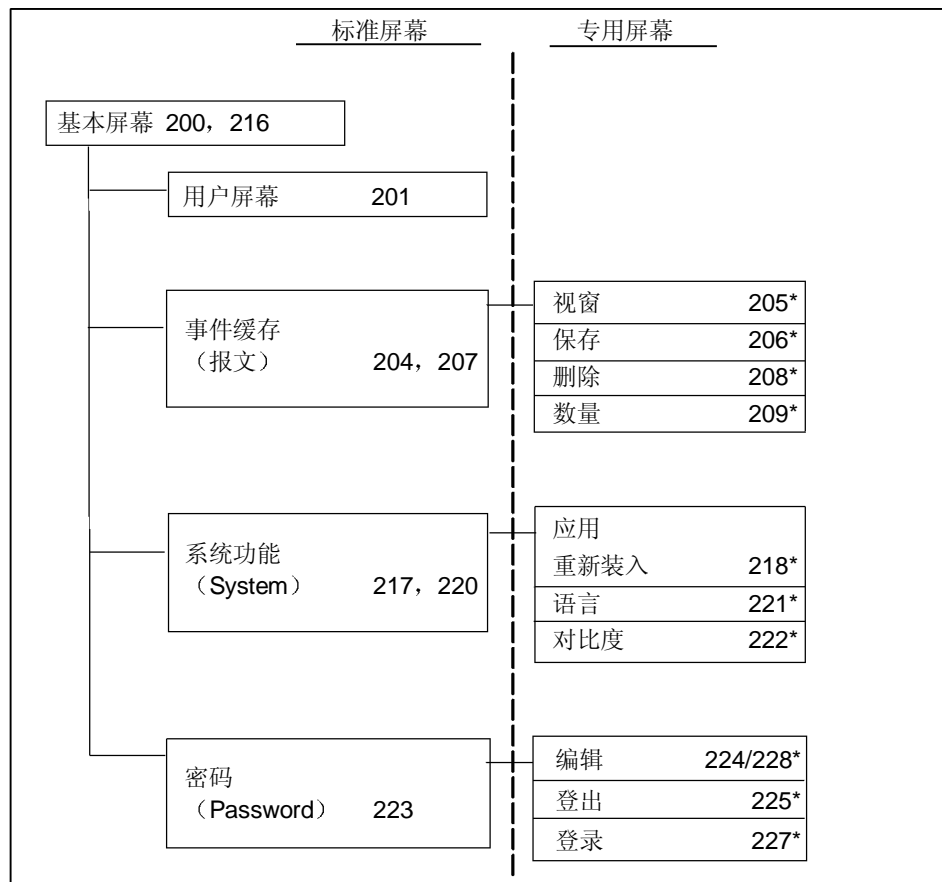 标准屏幕 专用屏幕
基本屏幕 200，216
用户屏幕 201
事件缓存
（报文） 204，207
视窗 205*
保存 206*
删除 208*
数量 209*
系统功能
（System） 217，220
应用
重新装入 218*
语言 221*
对比度 222*
密码
（Password） 223
编辑 224/228*
登出 225*
登录 227*